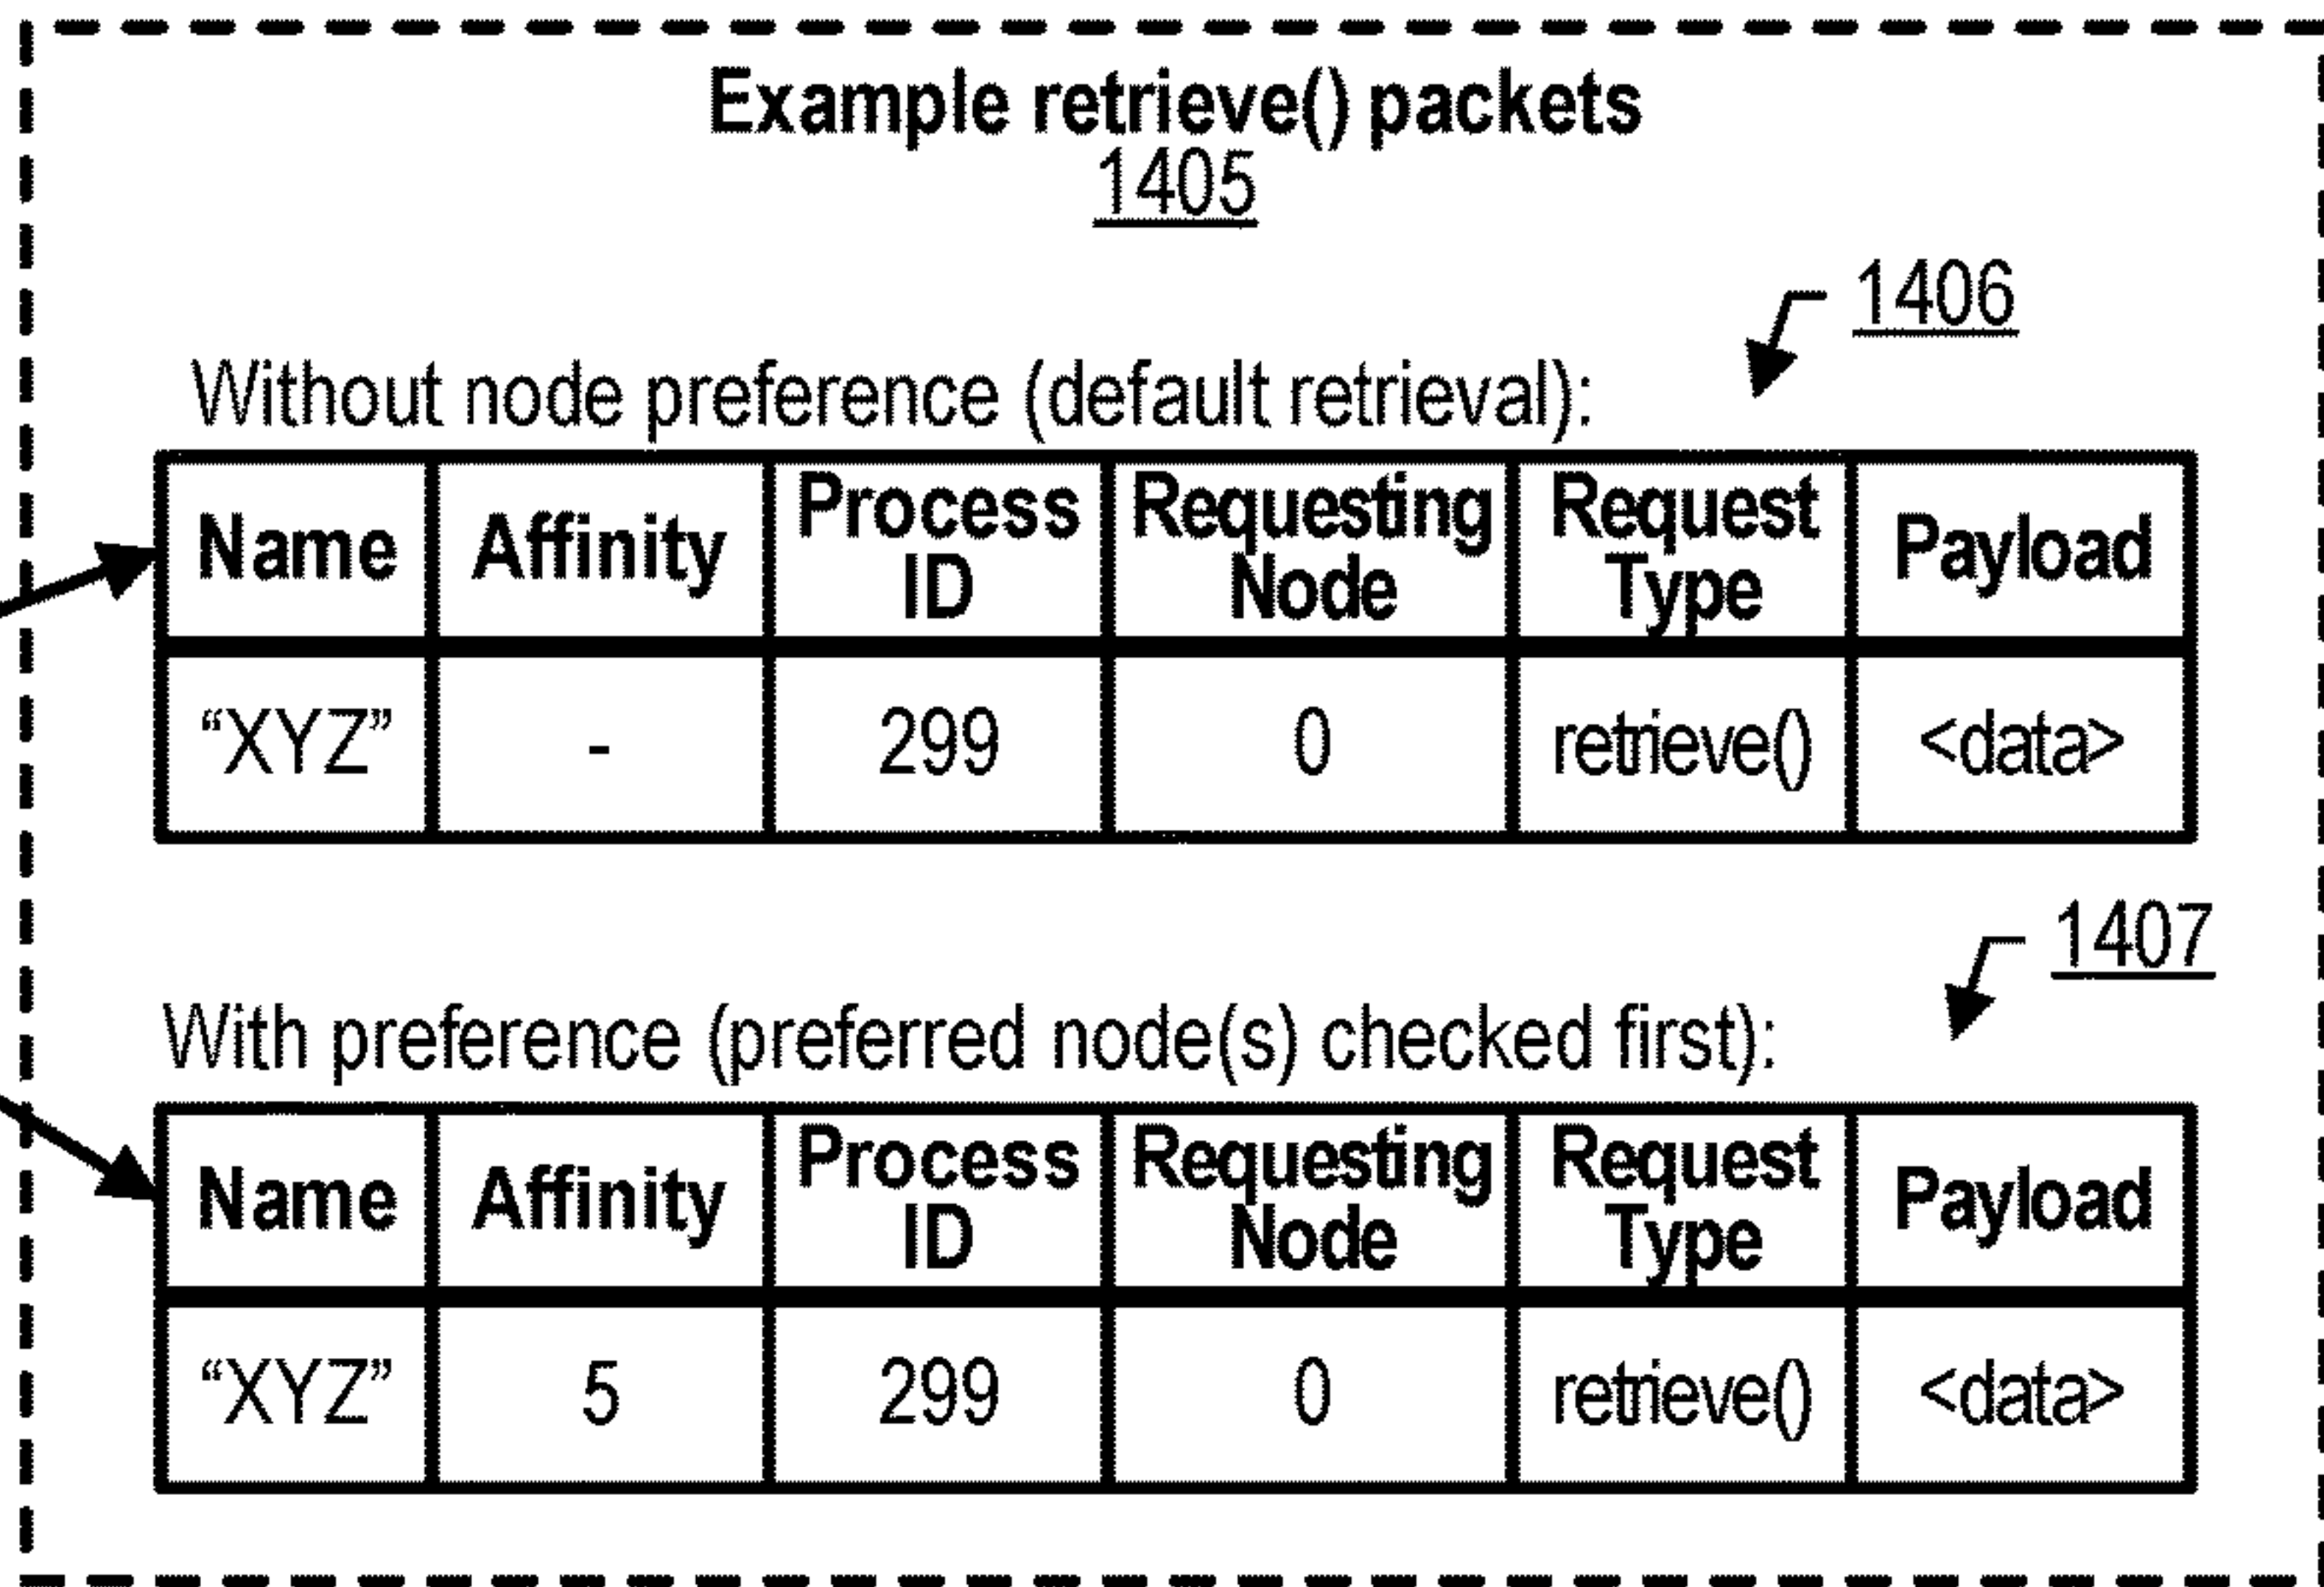 Example retrieve() packets
1405
1406
Without node preference (default retrieval):
Name Affinity Process ID Requesting Node Request Type Payload
“XYZ” - 299 0 retrieve() <data>
1407
With preference (preferred node(s) checked first):
Name Affinity Process ID Requesting Node Request Type Payload
“XYZ” 5 299 0 retrieve() <data>